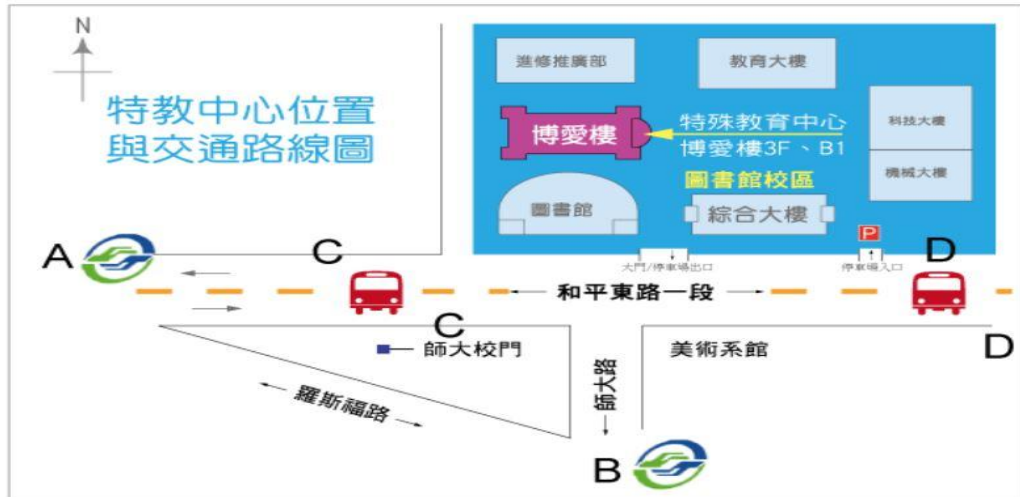 N
特教中心位置
與交通路線圖
進修推廣部
教育大樓
博愛樓
特殊教育中心
博愛樓3F、B1
圖書館校區
科技大樓
機械大樓
圖書館
綜合大樓
P
A
C
大門/停車場出口
停車場入口
D
和平東路一段
C
師大校門
美術系館
D
羅斯福路
師大路
B